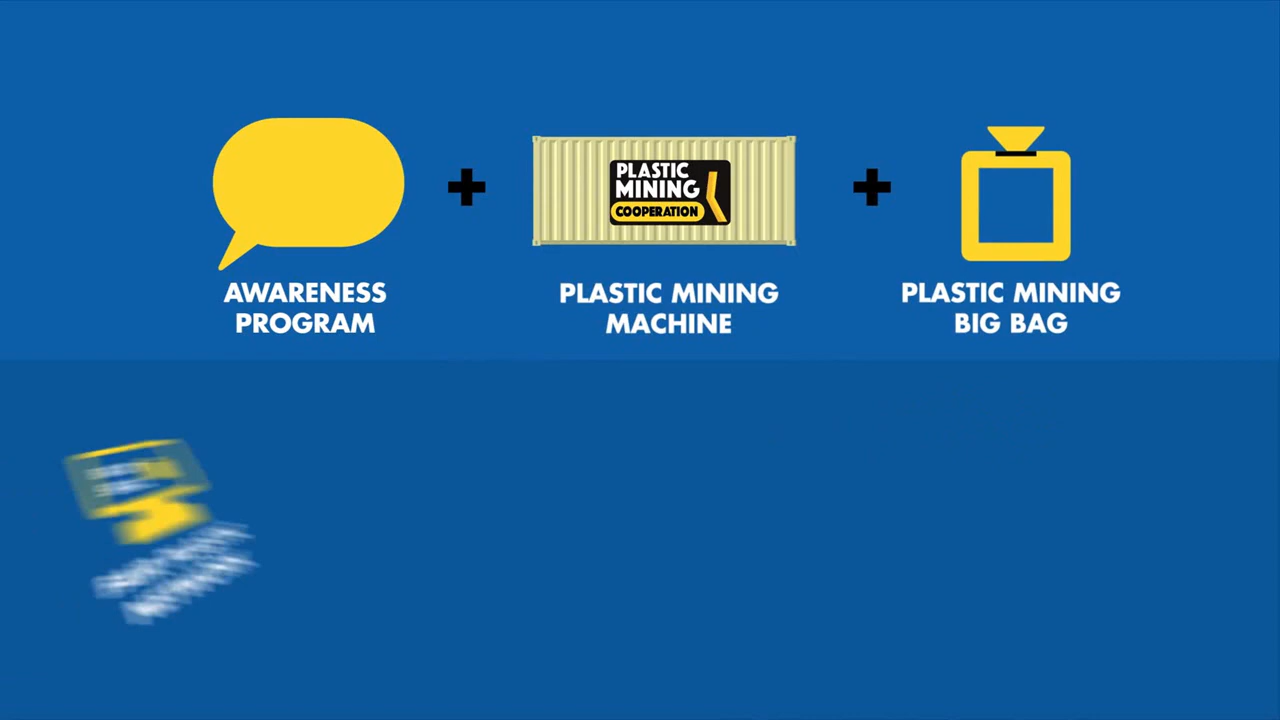 PLASTIC
MINING
COOPERATION
AWARENESS
PROGRAM
PLASTIC MINING
MACHINE
PLASTIC MINING
BIG BAG